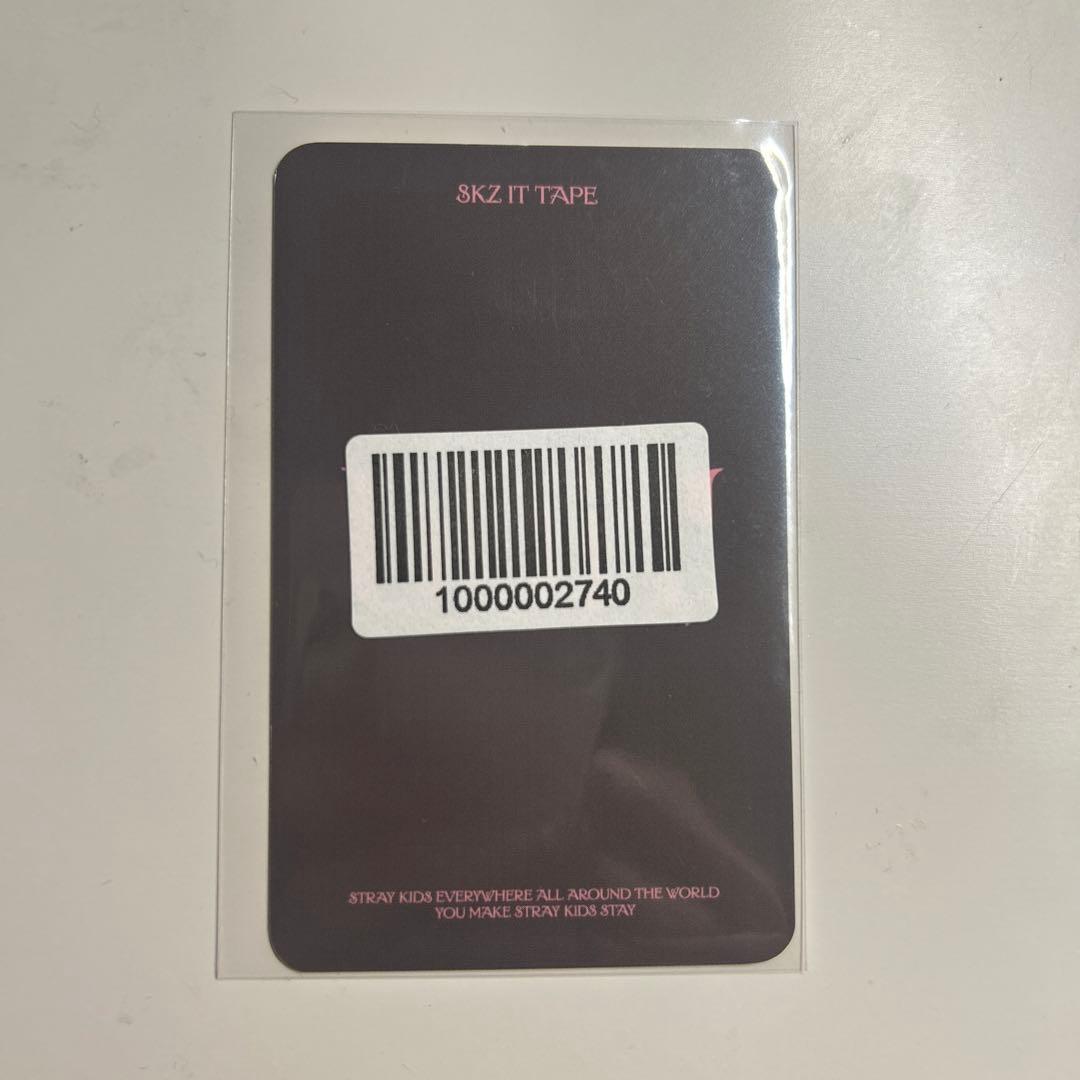 SKZ IT TAPE
1000002740
STRAY KIDS EVERYWHERE ALL AROUND THE WORLD
YOU MAKE STRAY KIDS STAY